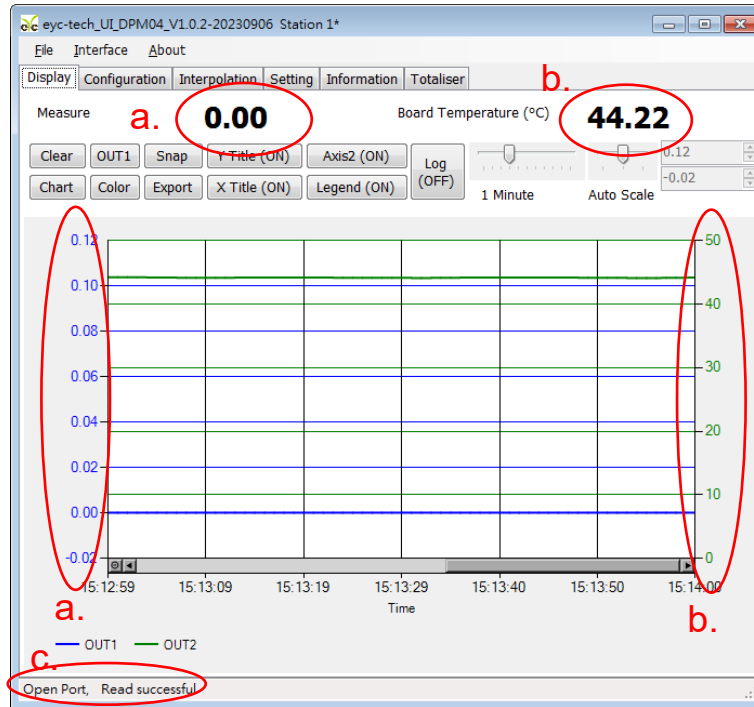 eyc-tech_UI_DPM04_V1.0.2-20230906 Station 1*
File Interface About
Display Configuration Interpolation Setting Information Totaliser
Measure a. 0.00 Board Temperature (°C) b. 44.22
Clear OUT1 Snap Y Title (ON) Axis2 (ON) Log (OFF) 0.12
Chart Color Export X Title (ON) Legend (ON) 1 Minute Auto Scale -0.02
0.12 50
0.10
0.08 40
0.06 30
0.04
0.02 20
0.00 10
-0.02 0
15:12:59 15:13:09 15:13:19 15:13:29 15:13:40 15:13:50 15:14:00
a. Time b.
OUT1 OUT2
c.
Open Port, Read successful